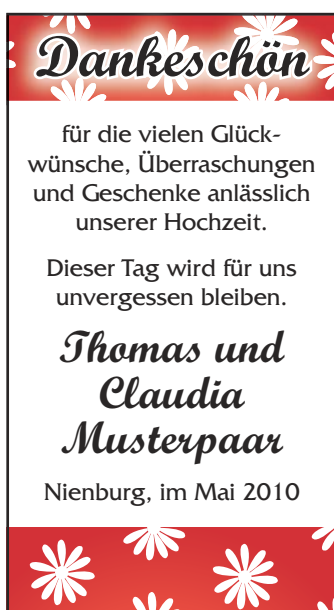 Dankeschön
für die vielen Glück-
wünsche, Überraschungen
und Geschenke anlässlich
unserer Hochzeit.
Dieser Tag wird für uns
unvergessen bleiben.
Thomas und
Claudia
Musterpaar
Nienburg, im Mai 2010